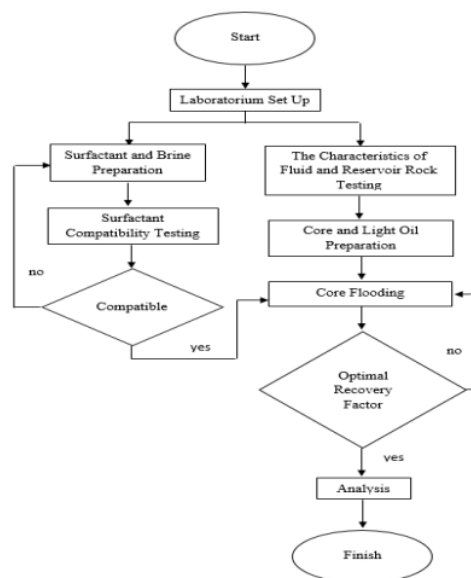 Start
Laboratorium Set Up
Surfactant and Brine
Preparation
The Characteristics of
Fluid and Reservoir Rock
Testing
Surfactant
Compatibility Testing
Core and Light Oil
Preparation
no
Compatible
Core Flooding
yes
no
Optimal
Recovery
Factor
yes
Analysis
Finish